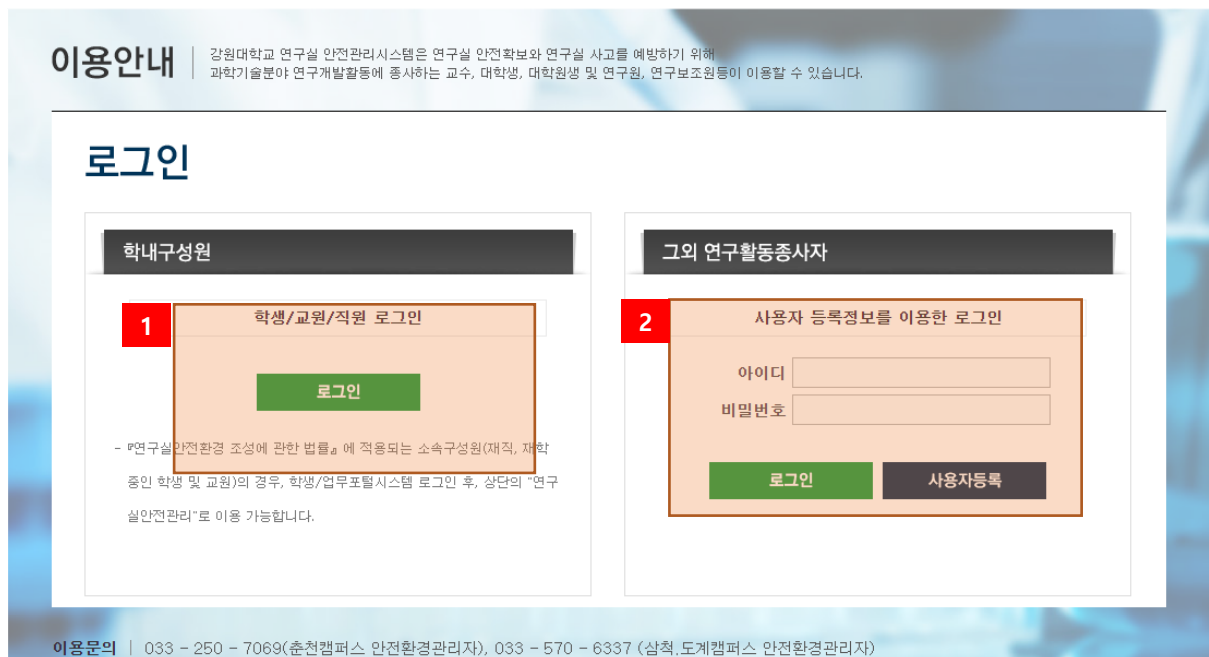 이용안내
강원대학교 연구실 안전관리시스템은 연구실 안전확보와 연구실 사고를 예방하기 위해
과학기술분야 연구개발활동에 종사하는 교수, 대학생, 대학원생 및 연구원, 연구보조원등이 이용할 수 있습니다.
로그인
학내구성원
1
학생/교원/직원 로그인
로그인
- 『연구실안전환경 조성에 관한 법률』에 적용되는 소속구성원(재직, 재학
중인 학생 및 교원)의 경우, 학생/업무포털시스템 로그인 후, 상단의 "연구
실안전관리"로 이용 가능합니다.
그외 연구활동종사자
2
사용자 등록정보를 이용한 로그인
아이디
비밀번호
로그인 사용자등록
이용문의 | 033 - 250 - 7069(춘천캠퍼스 안전환경관리자), 033 - 570 - 6337 (삼척,도계캠퍼스 안전환경관리자)